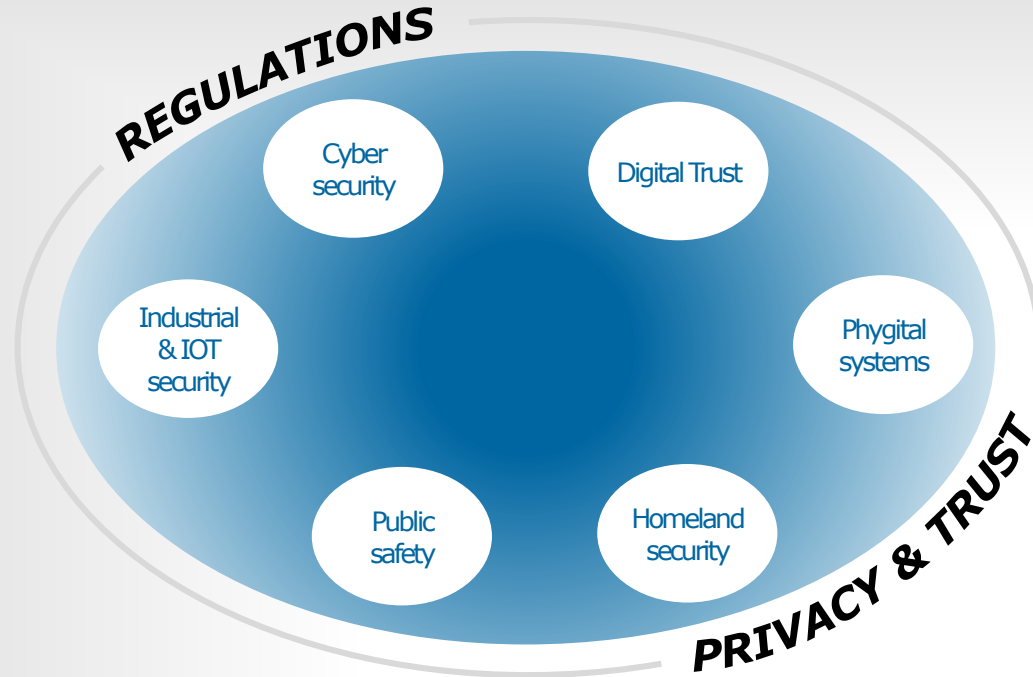 REGULATIONS
Cyber
security
Digital Trust
Industrial
& IOT
security
Phygital
systems
Public
safety
Homeland
security
PRIVACY & TRUST